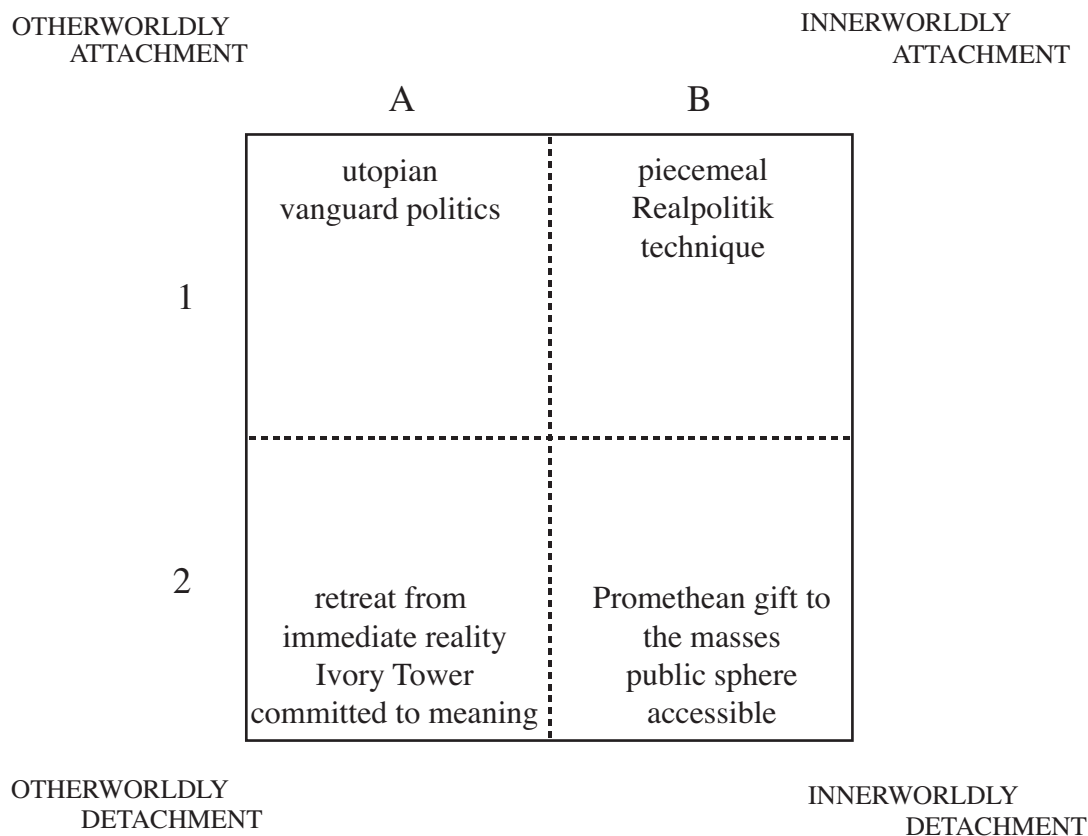 OTHERWORLDLY
ATTACHMENT
INNERWORLDLY
ATTACHMENT
A
B
utopian
vanguard politics
piecemeal
Realpolitik
technique
1
2
retreat from
immediate reality
Ivory Tower
committed to meaning
Promethean gift to
the masses
public sphere
accessible
OTHERWORLDLY
DETACHMENT
INNERWORLDLY
DETACHMENT